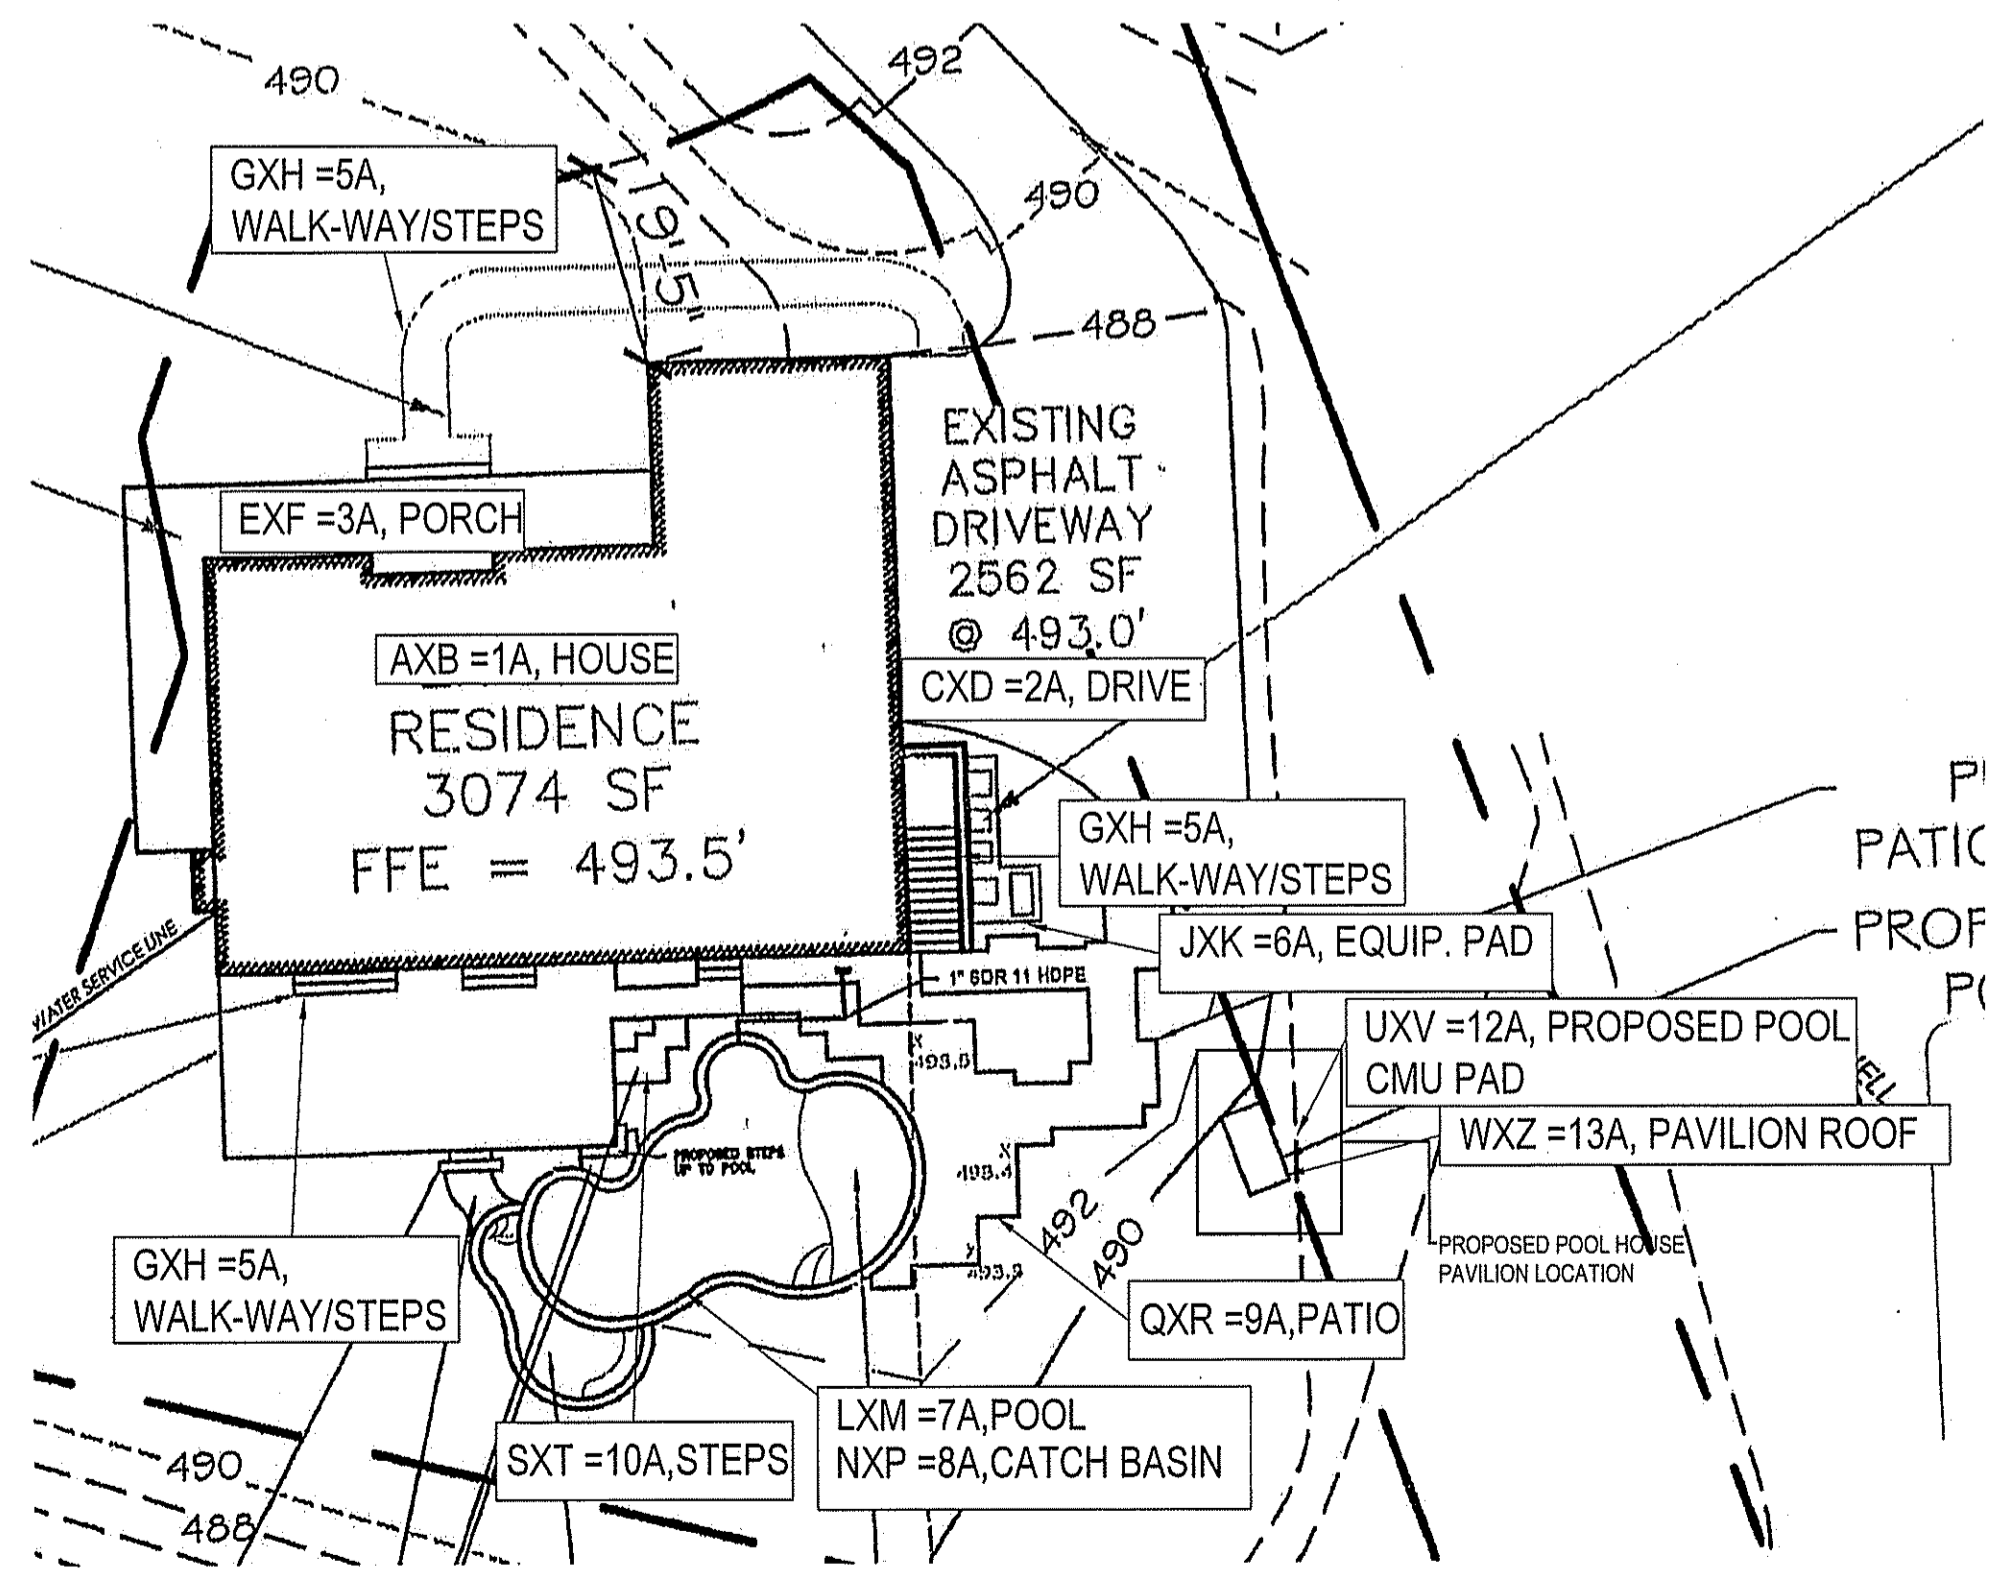 490
492
GXH =5A,
WALK-WAY/STEPS
19'-5"
490
488
EXISTING
ASPHALT
DRIVEWAY
2562 SF
@ 493.0'
EXF =3A, PORCH
AXB =1A, HOUSE
RESIDENCE
3074 SF
FFE = 493.5'
CXD =2A, DRIVE
GXH =5A,
WALK-WAY/STEPS
PATIO
JXK =6A, EQUIP. PAD
WATER SERVICE LINE
1" SDR 11 HDPE
UXV =12A, PROPOSED POOL
CMU PAD
X
493.5
WXZ =13A, PAVILION ROOF
PROPOSED STEPS
UP TO POOL
X
493.4
492
490
PROPOSED POOL HOUSE
PAVILION LOCATION
GXH =5A,
WALK-WAY/STEPS
QXR =9A,PATIO
LXM =7A,POOL
NXP =8A,CATCH BASIN
SXT =10A,STEPS
490
488